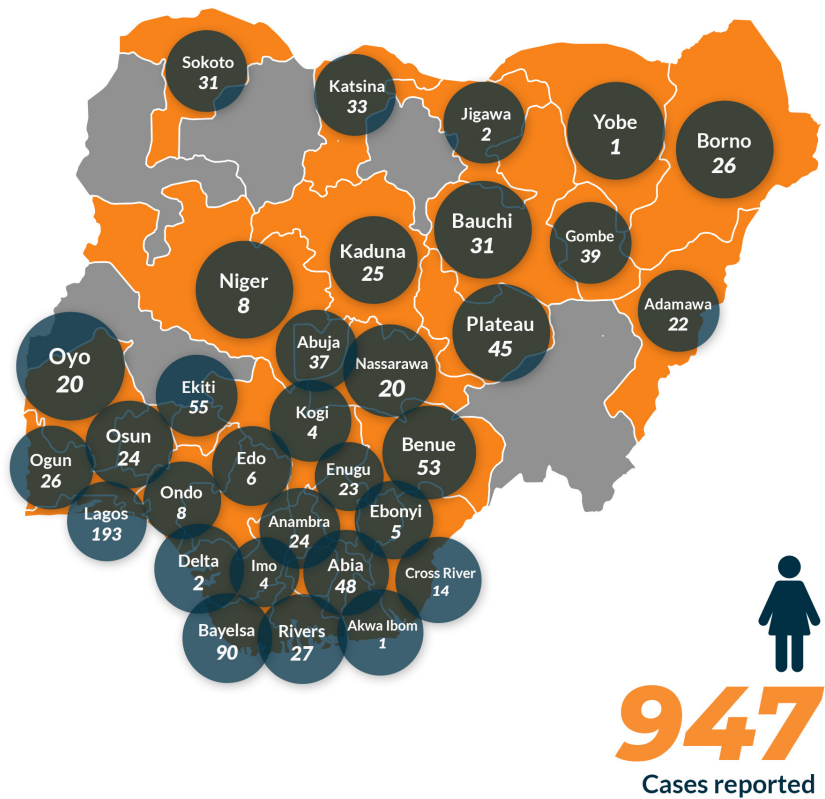 Sokoto
31
Katsina
33
Jigawa
2
Yobe
1
Borno
26
Bauchi
31
Gombe
39
Kaduna
25
Niger
8
Adamawa
22
Plateau
45
Abuja
37
Nassarawa
20
Oyo
20
Ekiti
55
Kogi
4
Benue
53
Osun
24
Ogun
26
Edo
6
Enugu
23
Ondo
8
Lagos
193
Anambra
24
Ebonyi
5
Delta
2
Imo
4
Abia
48
Cross River
14
Bayelsa
90
Rivers
27
Akwa Ibom
1
947
Cases reported